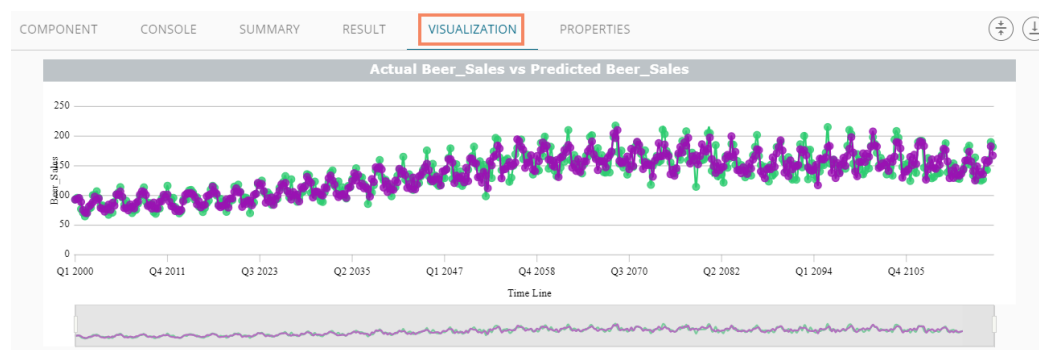 COMPONENT CONSOLE SUMMARY RESULT VISUALIZATION PROPERTIES
Actual Beer_Sales vs Predicted Beer_Sales
250
200
150
100
50
0
Beer_Sales
Q1 2000 Q4 2011 Q3 2023 Q2 2035 Q1 2047 Q4 2058 Q3 2070 Q2 2082 Q1 2094 Q4 2105
Time Line